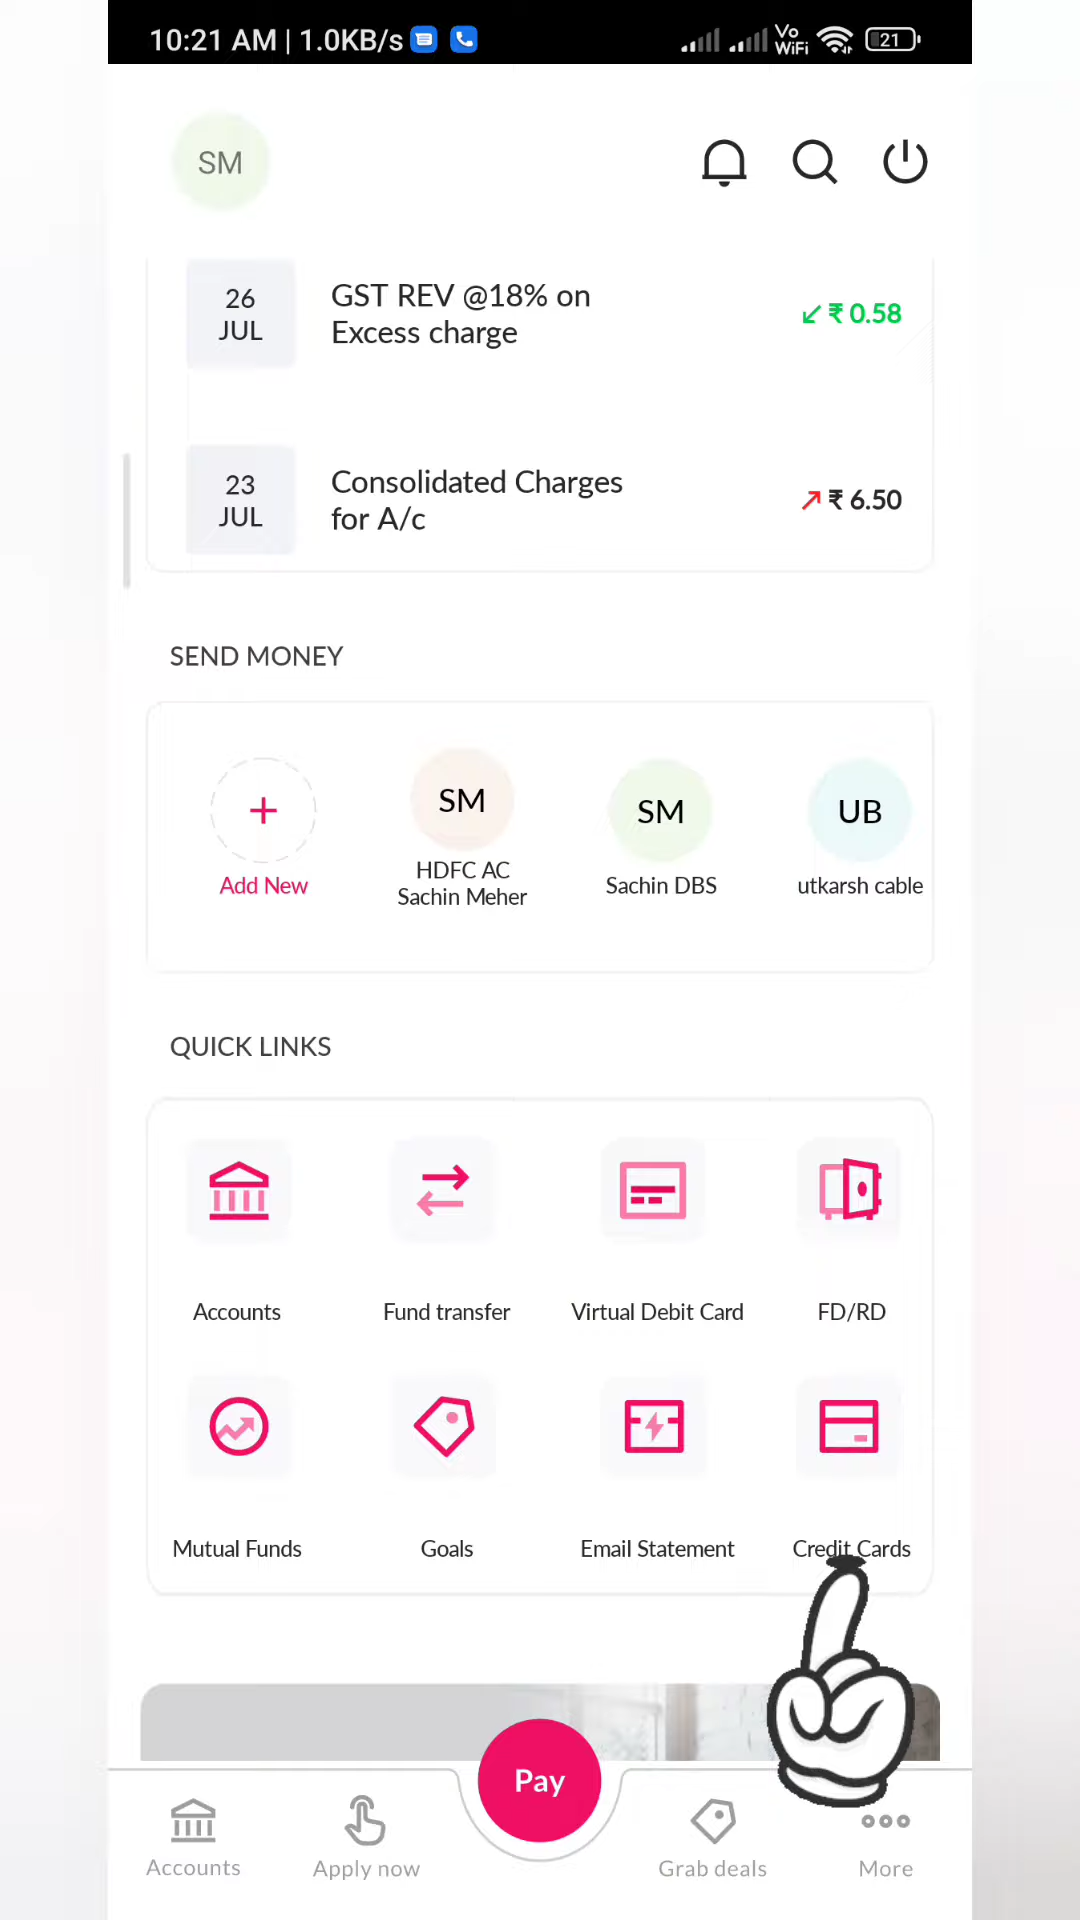 10:21 AM | 1.0KB/s
Vo
WiFi
21
SM
26
JUL
GST REV @18% on
Excess charge
₹ 0.58
23
JUL
Consolidated Charges
for A/c
₹ 6.50
SEND MONEY
+
Add New
SM
HDFC AC
Sachin Meher
SM
Sachin DBS
UB
utkarsh cable
QUICK LINKS
Accounts
Fund transfer
Virtual Debit Card
FD/RD
Mutual Funds
Goals
Email Statement
Credit Cards
Pay
Accounts
Apply now
Grab deals
More